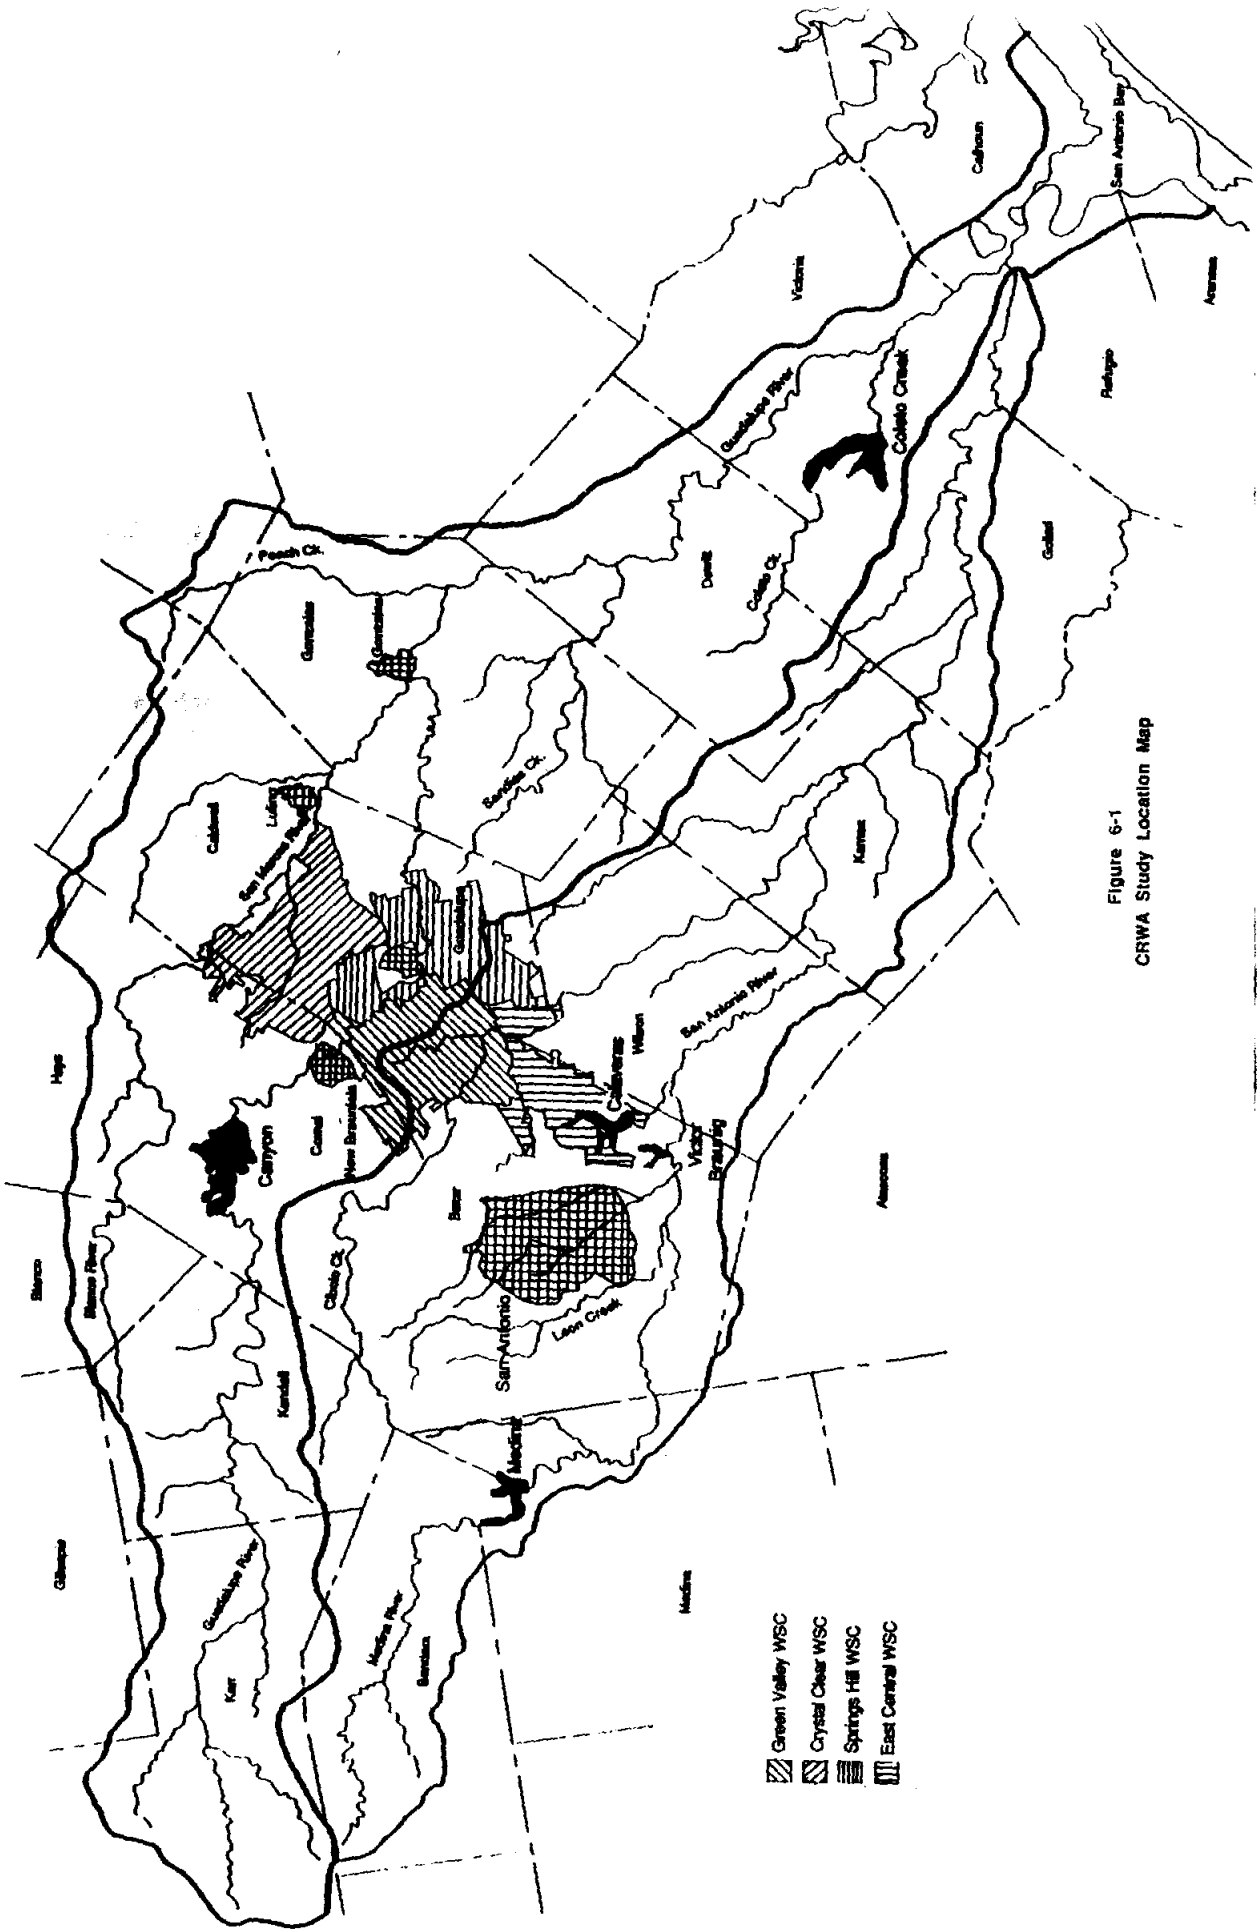 Gillespie
Blanco
Hays
Kerr
Guadalupe River
Kendall
Blanco River
Canyon
Comal
New Braunfels
San Marcos River
Caldwell
Luling
Gonzales
Gonzales
Peach Ck.
Medina River
Bandera
Medina
San Antonio
Cibolo Ck.
Bexar
Leon Creek
Guadalupe
Sandies Ck.
Calaveras
Wilson
Victor
Braunig
San Antonio River
Dewitt
Coleto Ck.
Guadalupe River
Coleto Creek
Victoria
Calhoun
San Antonio Bay
Medina
Atascosa
Karnes
Goliad
Refugio
Aransas
Green Valley WSC
Crystal Clear WSC
Springs Hill WSC
East Central WSC
Figure 6-1
CRWA Study Location Map